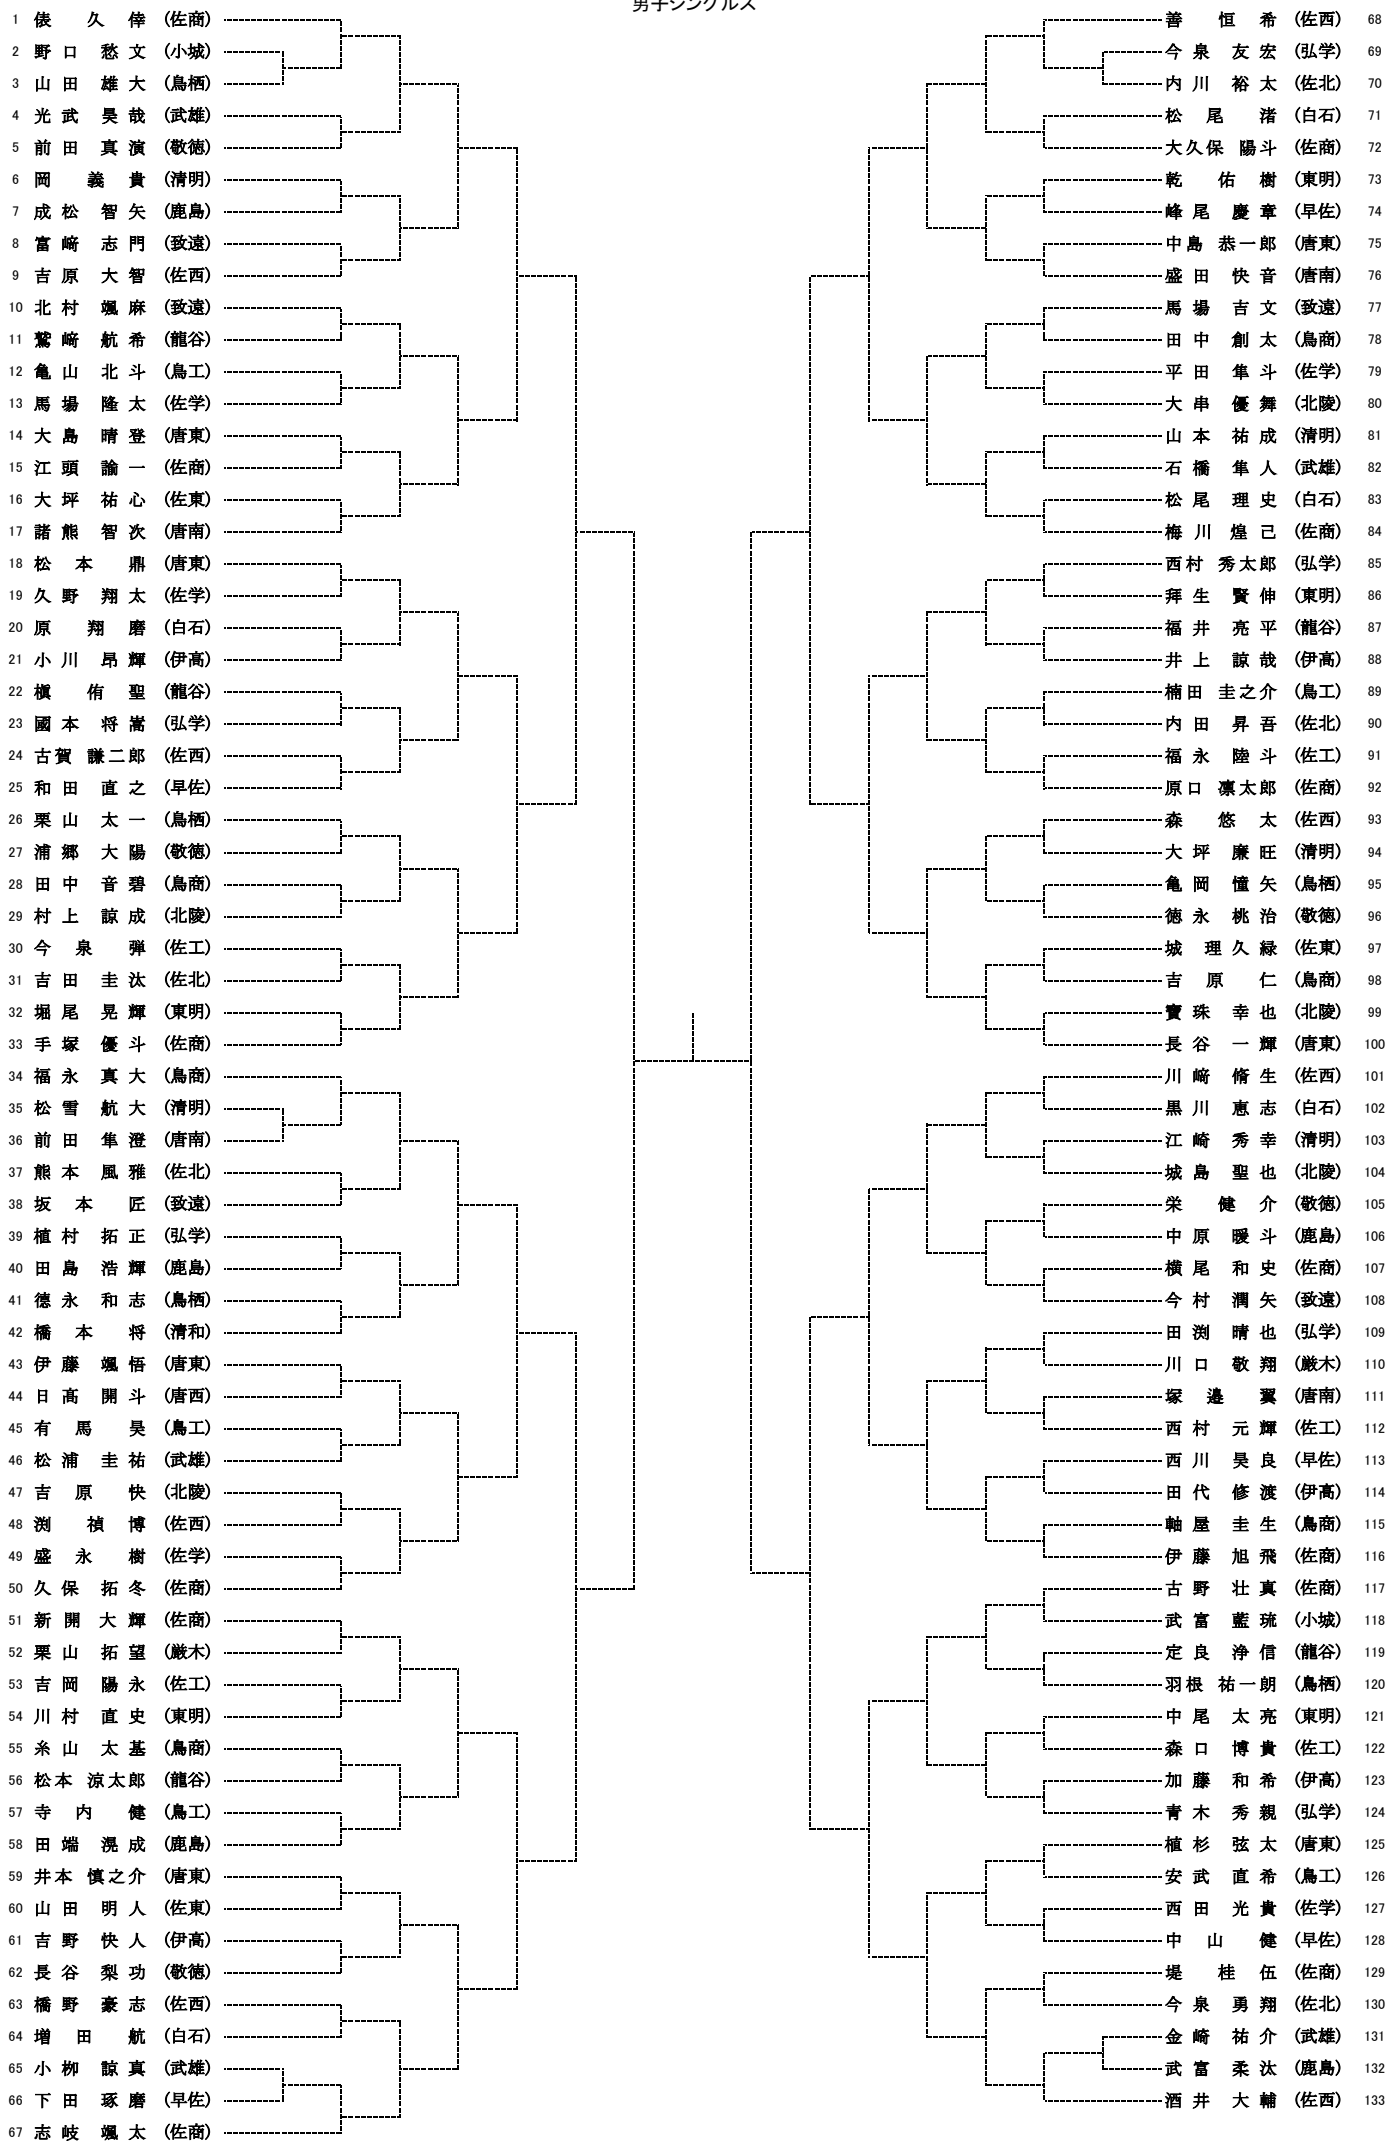 男子シングルス
1 俵 久 倖 (佐商)
2 野 口 愁 文 (小城)
3 山 田 雄 大 (鳥栖)
4 光 武 昊 哉 (武雄)
5 前 田 真 演 (敬徳)
6 岡 義 貴 (清明)
7 成 松 智 矢 (鹿島)
8 富 﨑 志 門 (致遠)
9 吉 原 大 智 (佐西)
10 北 村 颯 麻 (致遠)
11 鷲 﨑 航 希 (龍谷)
12 亀 山 北 斗 (鳥工)
13 馬 場 隆 太 (佐学)
14 大 島 晴 登 (唐東)
15 江 頭 諭 一 (佐商)
16 大 坪 祐 心 (佐東)
17 諸 熊 智 次 (唐南)
18 松 本 鼎 (唐東)
19 久 野 翔 太 (佐学)
20 原 翔 磨 (白石)
21 小 川 昂 輝 (伊高)
22 槇 侑 聖 (龍谷)
23 國 本 将 嵩 (弘学)
24 古賀 謙二郎 (佐西)
25 和 田 直 之 (早佐)
26 栗 山 太 一 (鳥栖)
27 浦 郷 大 陽 (敬徳)
28 田 中 音 碧 (鳥商)
29 村 上 諒 成 (北陵)
30 今 泉 弾 (佐工)
31 吉 田 圭 汰 (佐北)
32 堀 尾 晃 輝 (東明)
33 手 塚 優 斗 (佐商)
34 福 永 真 大 (鳥商)
35 松 雪 航 大 (清明)
36 前 田 隼 澄 (唐南)
37 熊 本 風 雅 (佐北)
38 坂 本 匠 (致遠)
39 植 村 拓 正 (弘学)
40 田 島 浩 輝 (鹿島)
41 德 永 和 志 (鳥栖)
42 橋 本 将 (清和)
43 伊 藤 颯 悟 (唐東)
44 日 高 開 斗 (唐西)
45 有 馬 昊 (鳥工)
46 松 浦 圭 祐 (武雄)
47 吉 原 快 (北陵)
48 渕 禎 博 (佐西)
49 盛 永 樹 (佐学)
50 久 保 拓 冬 (佐商)
51 新 開 大 輝 (佐商)
52 栗 山 拓 望 (厳木)
53 吉 岡 陽 永 (佐工)
54 川 村 直 史 (東明)
55 糸 山 太 基 (鳥商)
56 松本 涼太郎 (龍谷)
57 寺 内 健 (鳥工)
58 田 端 滉 成 (鹿島)
59 井本 慎之介 (唐東)
60 山 田 明 人 (佐東)
61 吉 野 快 人 (伊高)
62 長 谷 梨 功 (敬徳)
63 橋 野 豪 志 (佐西)
64 増 田 航 (白石)
65 小 栁 諒 真 (武雄)
66 下 田 琢 磨 (早佐)
67 志 岐 颯 太 (佐商)
善 恒 希 (佐西) 68
今 泉 友 宏 (弘学) 69
内 川 裕 太 (佐北) 70
松 尾 渚 (白石) 71
大久保 陽斗 (佐商) 72
乾 佑 樹 (東明) 73
峰 尾 慶 章 (早佐) 74
中島 恭一郎 (唐東) 75
盛 田 快 音 (唐南) 76
馬 場 吉 文 (致遠) 77
田 中 創 太 (鳥商) 78
平 田 隼 斗 (佐学) 79
大 串 優 舞 (北陵) 80
山 本 祐 成 (清明) 81
石 橋 隼 人 (武雄) 82
松 尾 理 史 (白石) 83
梅 川 煌 己 (佐商) 84
西村 秀太郎 (弘学) 85
拜 生 賢 伸 (東明) 86
福 井 亮 平 (龍谷) 87
井 上 諒 哉 (伊高) 88
楠田 圭之介 (鳥工) 89
内 田 昇 吾 (佐北) 90
福 永 陸 斗 (佐工) 91
原口 凛太郎 (佐商) 92
森 悠 太 (佐西) 93
大 坪 廉 旺 (清明) 94
亀 岡 憧 矢 (鳥栖) 95
徳 永 桃 治 (敬徳) 96
城 理 久 緑 (佐東) 97
吉 原 仁 (鳥商) 98
寶 珠 幸 也 (北陵) 99
長 谷 一 輝 (唐東) 100
川 﨑 脩 生 (佐西) 101
黒 川 恵 志 (白石) 102
江 崎 秀 幸 (清明) 103
城 島 聖 也 (北陵) 104
栄 健 介 (敬徳) 105
中 原 暖 斗 (鹿島) 106
横 尾 和 史 (佐商) 107
今 村 潤 矢 (致遠) 108
田 渕 晴 也 (弘学) 109
川 口 敬 翔 (厳木) 110
塚 邉 翼 (唐南) 111
西 村 元 輝 (佐工) 112
西 川 昊 良 (早佐) 113
田 代 修 渡 (伊高) 114
軸 屋 圭 生 (鳥商) 115
伊 藤 旭 飛 (佐商) 116
古 野 壮 真 (佐商) 117
武 富 藍 琉 (小城) 118
定 良 浄 信 (龍谷) 119
羽根 祐一朗 (鳥栖) 120
中 尾 太 亮 (東明) 121
森 口 博 貴 (佐工) 122
加 藤 和 希 (伊高) 123
青 木 秀 親 (弘学) 124
植 杉 弦 太 (唐東) 125
安 武 直 希 (鳥工) 126
西 田 光 貴 (佐学) 127
中 山 健 (早佐) 128
堤 桂 伍 (佐商) 129
今 泉 勇 翔 (佐北) 130
金 崎 祐 介 (武雄) 131
武 富 柔 汰 (鹿島) 132
酒 井 大 輔 (佐西) 133